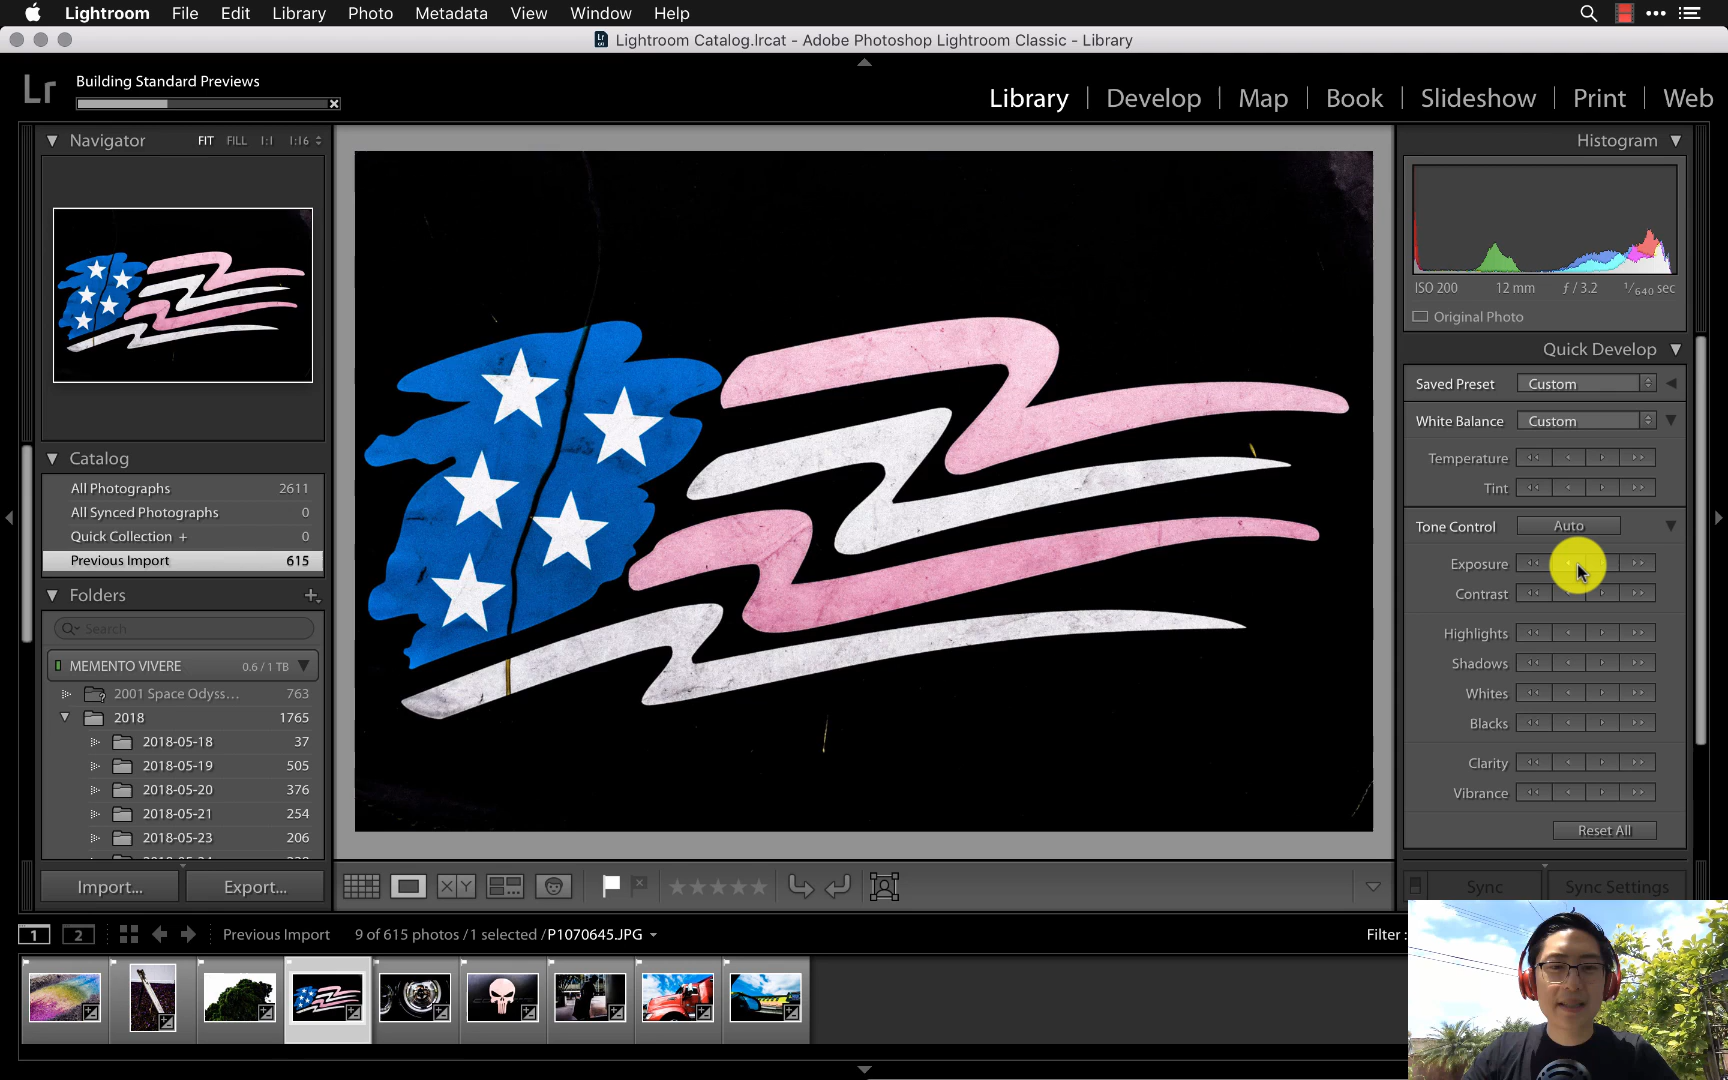 Lightroom File Edit Library Photo Metadata View Window Help
Lightroom Catalog.lrcat - Adobe Photoshop Lightroom Classic - Library
Lr
Building Standard Previews
Library | Develop | Map | Book | Slideshow | Print | Web
Navigator FIT FILL 1:1 1:16
Catalog
All Photographs 2611
All Synced Photographs 0
Quick Collection + 0
Previous Import 615
Folders
Search
MEMENTO VIVERE 0.6 / 1 TB
2001 Space Odyss... 763
2018 1765
2018-05-18 37
2018-05-19 505
2018-05-20 376
2018-05-21 254
2018-05-23 206
Import... Export...
Histogram
ISO 200 12 mm ƒ / 3.2 1/640 sec
Original Photo
Quick Develop
Saved Preset Custom
White Balance Custom
Temperature
Tint
Tone Control Auto
Exposure
Contrast
Highlights
Shadows
Whites
Blacks
Clarity
Vibrance
Reset All
Sync Sync Settings
X Y
1 2 Previous Import 9 of 615 photos / 1 selected / P1070645.JPG Filter :